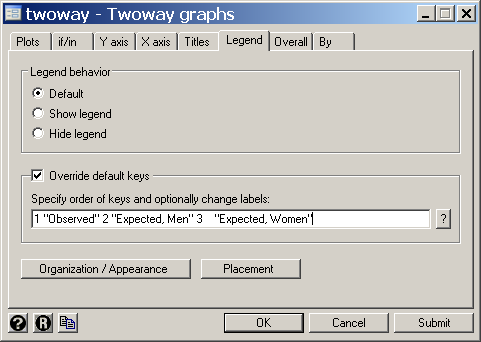 twoway - Twoway graphs
Plots if/in Y axis X axis Titles Legend Overall By
Legend behavior
Default
Show legend
Hide legend
Override default keys
Specify order of keys and optionally change labels:
1 "Observed" 2 "Expected, Men" 3    "Expected, Women"
?
Organization / Appearance Placement
? R OK Cancel Submit